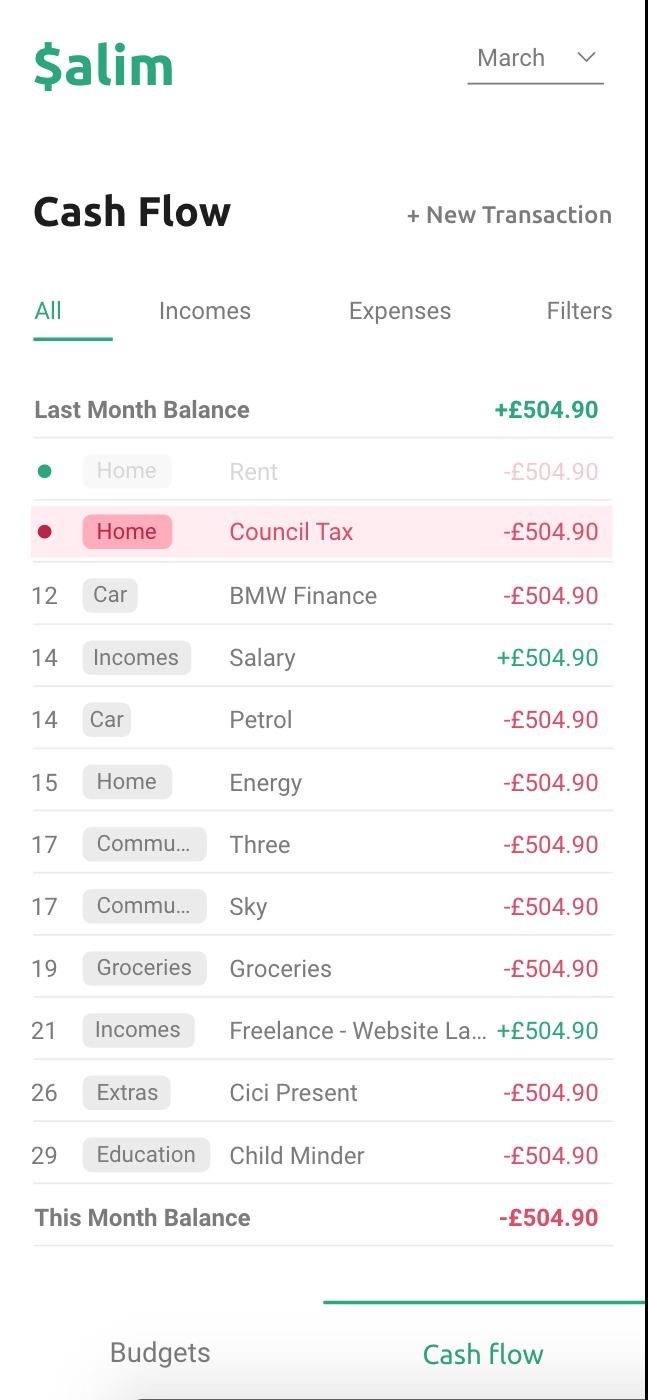 $alim
March
Cash Flow
+ New Transaction
All Incomes Expenses Filters
Last Month Balance +£504.90
Home Rent -£504.90
Home Council Tax -£504.90
12 Car BMW Finance -£504.90
14 Incomes Salary +£504.90
14 Car Petrol -£504.90
15 Home Energy -£504.90
17 Commu... Three -£504.90
17 Commu... Sky -£504.90
19 Groceries Groceries -£504.90
21 Incomes Freelance - Website La... +£504.90
26 Extras Cici Present -£504.90
29 Education Child Minder -£504.90
This Month Balance -£504.90
Budgets Cash flow